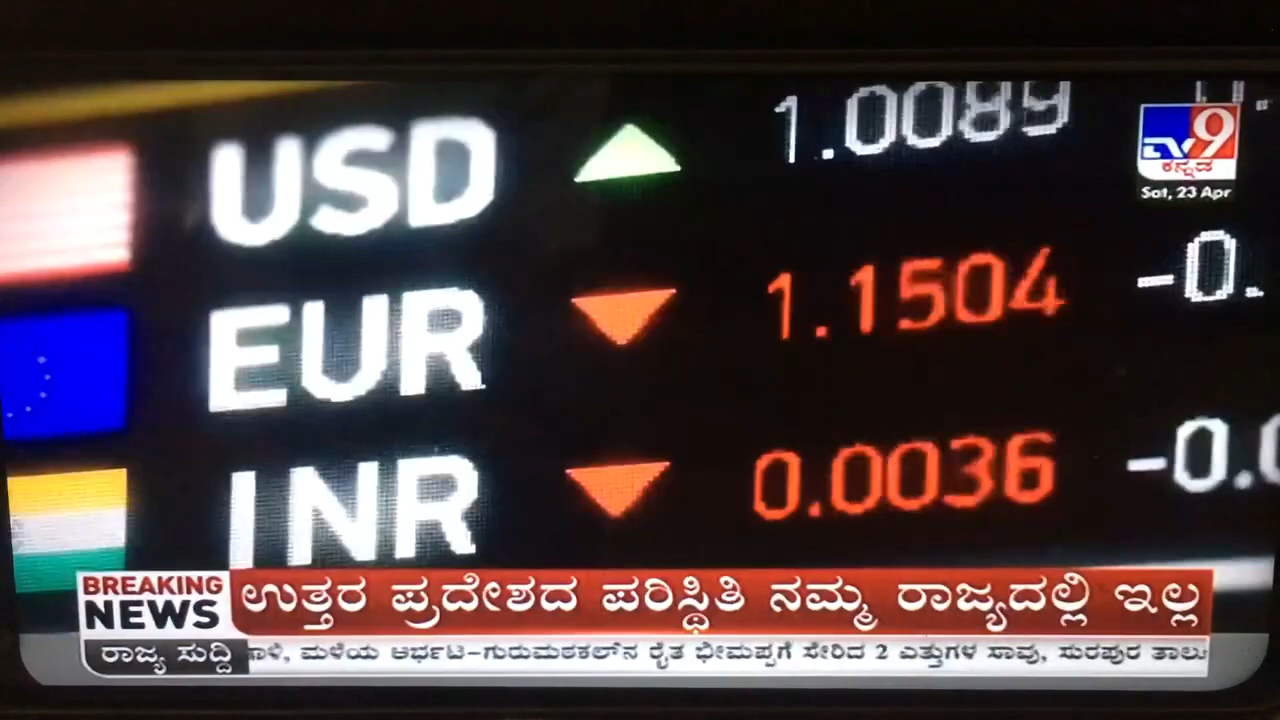 USD 1.0089
TV9
ಕನ್ನಡ
Sat, 23 Apr
EUR 1.1504 -0.
INR 0.0036 -0.0
BREAKING
NEWS
ಉತ್ತರ ಪ್ರದೇಶದ ಪರಿಸ್ಥಿತಿ ನಮ್ಮ ರಾಜ್ಯದಲ್ಲಿ ಇಲ್ಲ
ರಾಜ್ಯ ಸುದ್ದಿ ಗಾಳಿ, ಮಳೆಯ ಆರ್ಭಟ-ಗುರುಮಠಕಲ್‌ನ ರೈತ ಭೀಮಪ್ಪಗೆ ಸೇರಿದ 2 ಎತ್ತುಗಳ ಸಾವು, ಸುರಪುರ ತಾಲು